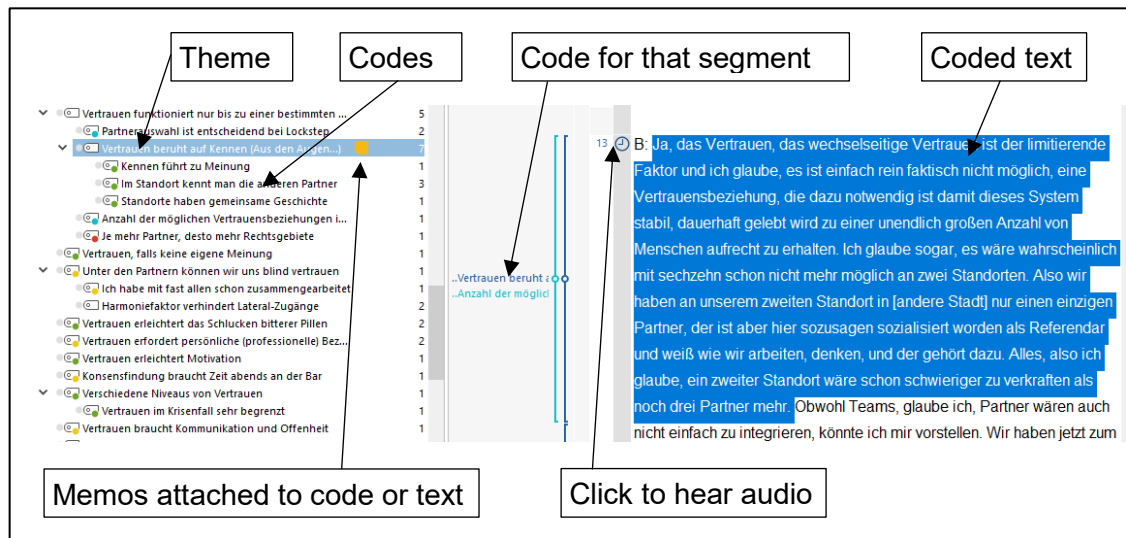 Theme
Codes
Code for that segment
Coded text
Vertrauen funktioniert nur bis zu einer bestimmten ... 5
Partnerauswahl ist entscheidend bei Lockstep 2
Vertrauen beruht auf Kennen (Aus den Augen...) 7
Kennen führt zu Meinung 1
Im Standort kennt man die anderen Partner 3
Standorte haben gemeinsame Geschichte 1
Anzahl der möglichen Vertrauensbeziehungen i... 1
Je mehr Partner, desto mehr Rechtsgebiete 1
Vertrauen, falls keine eigene Meinung 1
Unter den Partnern können wir uns blind vertrauen 1
Ich habe mit fast allen schon zusammengearbeitet 1
Harmoniefaktor verhindert Lateral-Zugänge 2
Vertrauen erleichtert das Schlucken bitterer Pillen 2
Vertrauen erfordert persönliche (professionelle) Bez... 2
Vertrauen erleichtert Motivation 1
Konsensfindung braucht Zeit abends an der Bar 1
Verschiedene Niveaus von Vertrauen 1
Vertrauen im Krisenfall sehr begrenzt 1
Vertrauen braucht Kommunikation und Offenheit 1
..Vertrauen beruht a
..Anzahl der möglich
13
B: Ja, das Vertrauen, das wechselseitige Vertrauen ist der limitierende
Faktor und ich glaube, es ist einfach rein faktisch nicht möglich, eine
Vertrauensbeziehung, die dazu notwendig ist damit dieses System
stabil, dauerhaft gelebt wird zu einer unendlich großen Anzahl von
Menschen aufrecht zu erhalten. Ich glaube sogar, es wäre wahrscheinlich
mit sechzehn schon nicht mehr möglich an zwei Standorten. Also wir
haben an unserem zweiten Standort in [andere Stadt] nur einen einzigen
Partner, der ist aber hier sozusagen sozialisiert worden als Referendar
und weiß wie wir arbeiten, denken, und der gehört dazu. Alles, also ich
glaube, ein zweiter Standort wäre schon schwieriger zu verkraften als
noch drei Partner mehr. Obwohl Teams, glaube ich, Partner wären auch
nicht einfach zu integrieren, könnte ich mir vorstellen. Wir haben jetzt zum
Memos attached to code or text
Click to hear audio